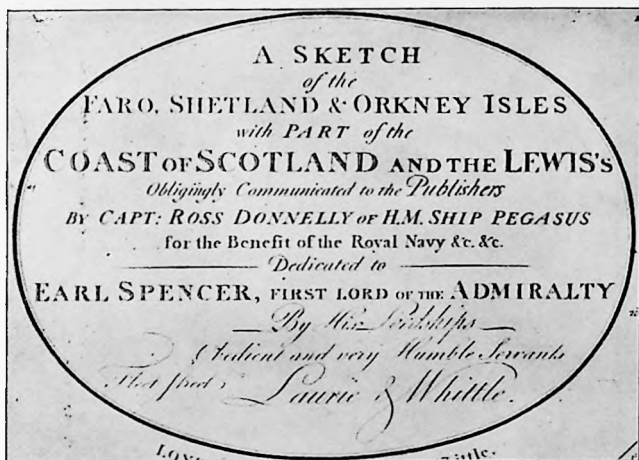 A SKETCH
of the
FARO, SHETLAND & ORKNEY ISLES
with PART of the
COAST OF SCOTLAND AND THE LEWIS'S
Obligingly Communicated to the Publishers
BY CAPT: ROSS DONNELLY OF H.M. SHIP PEGASUS
for the Benefit of the Royal Navy &c. &c.
Dedicated to
EARL SPENCER, FIRST LORD OF THE ADMIRALTY
By His Lordships
Obedient and very Humble Servants
Fleet street, Laurie & Whittle.